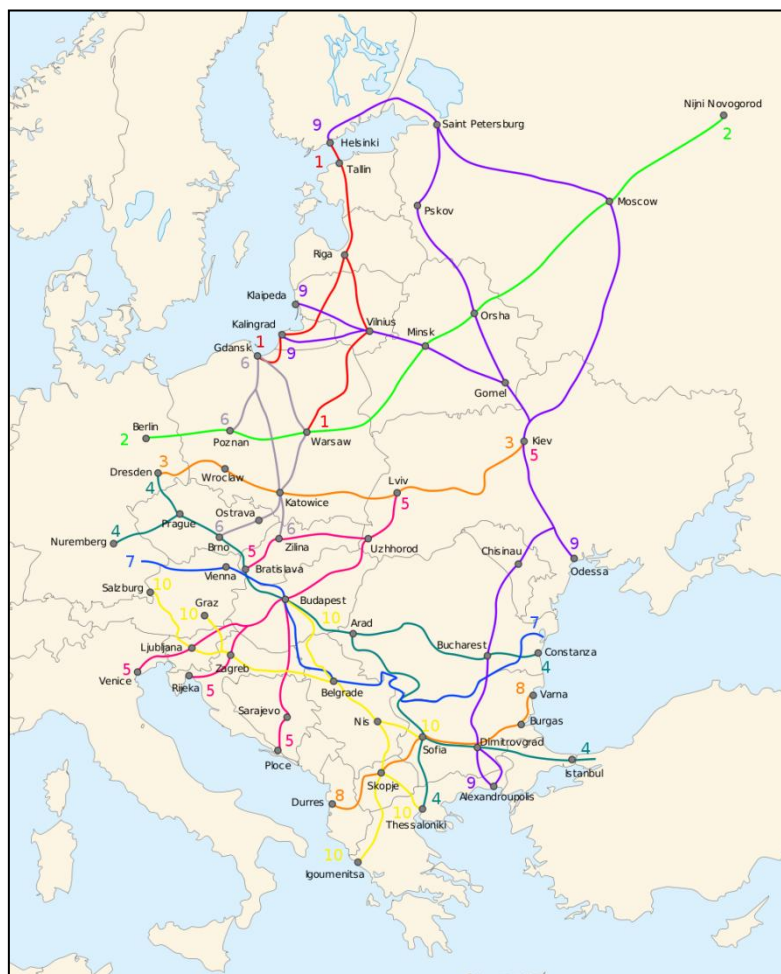 Nijni Novogorod
2
9
Saint Petersburg
Helsinki
1
Tallin
Moscow
Pskov
Riga
Klaipeda
9
Orsha
Kalingrad
Vilnius
Minsk
1
Gdansk
9
6
Gomel
Berlin
6
1
2
Poznan
Warsaw
3
Kiev
5
Dresden
3
Wroclaw
4
Lviv
Katowice
5
Ostrava
Prague
6
6
Nuremberg
4
Brno
Zilina
Uzhhorod
5
9
Chisinau
Odessa
7
Vienna
Bratislava
Salzburg
10
Graz
Budapest
10
10
Arad
7
Bucharest
Constanza
4
Ljubljana
Zagreb
5
Venice
Rijeka
5
Belgrade
8
Varna
Sarajevo
Nis
10
Burgas
5
Ploce
Sofia
Dimitrovgrad
4
Istanbul
Skopje
9
Alexandroupolis
Durres
8
10
4
Thessaloniki
10
Igoumenitsa